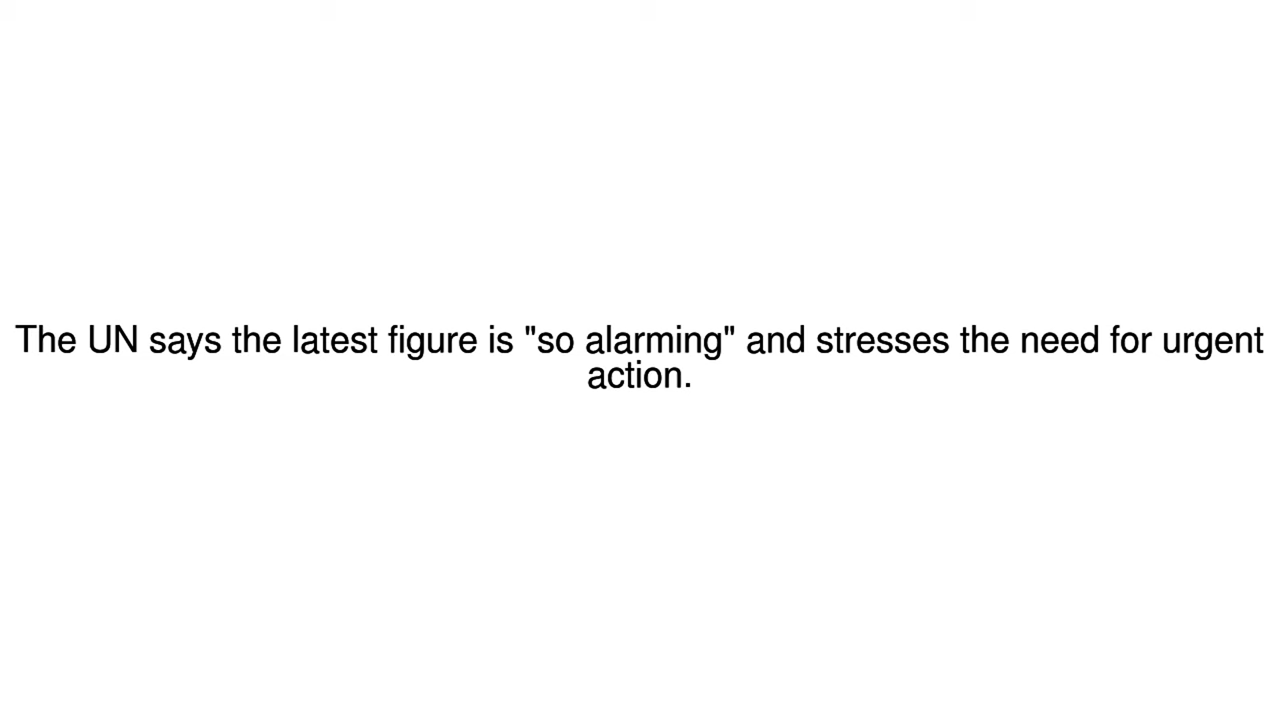 The UN says the latest figure is "so alarming" and stresses the need for urgent
action.